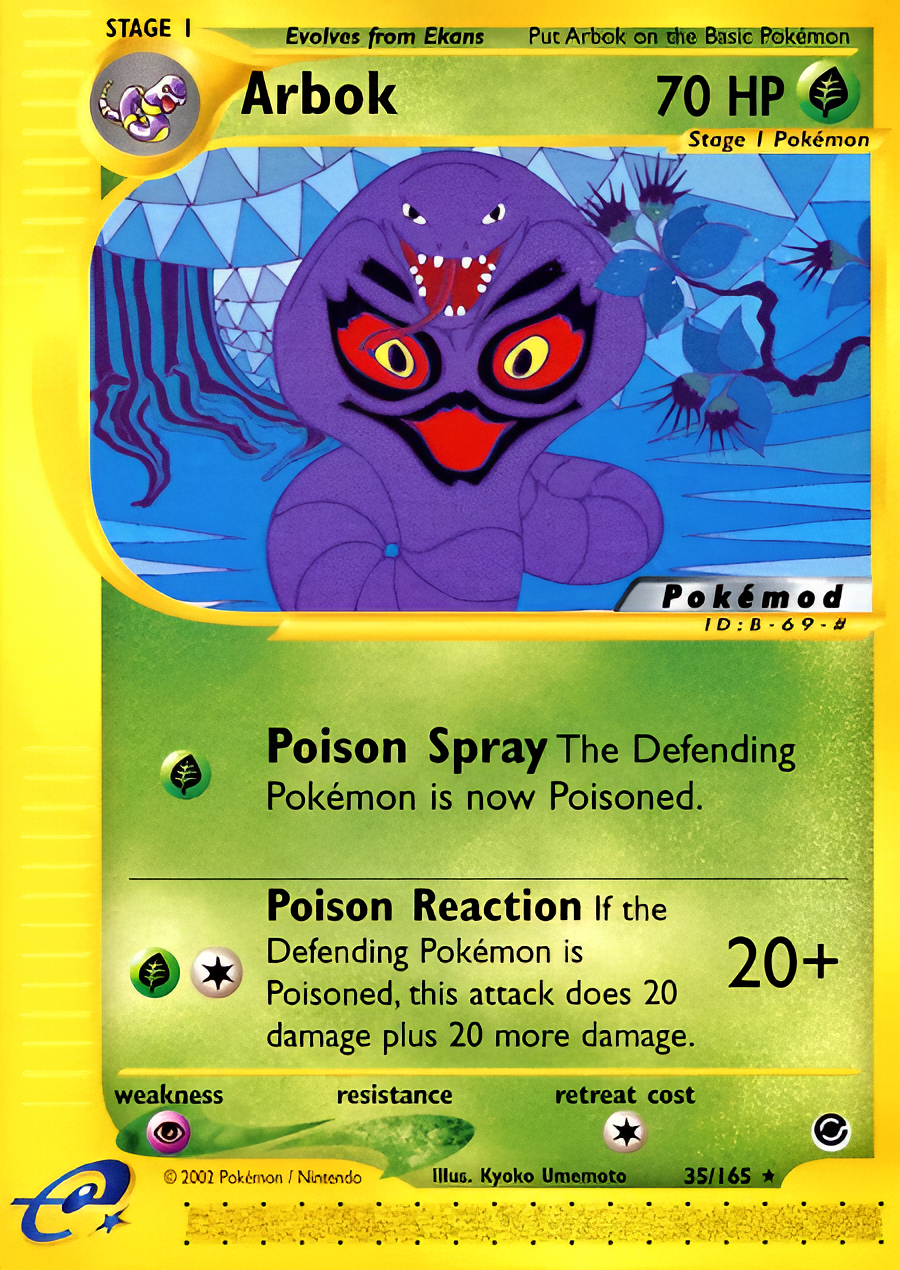 STAGE 1
Evolves from Ekans Put Arbok on the Basic Pokémon
Arbok 70 HP
Stage 1 Pokémon
Pokémod
ID:B-69-#
Poison Spray The Defending
Pokémon is now Poisoned.
Poison Reaction If the
Defending Pokémon is
Poisoned, this attack does 20
damage plus 20 more damage.
20+
weakness resistance retreat cost
© 2002 Pokémon / Nintendo Illus. Kyoko Umemoto 35/165 ★
e